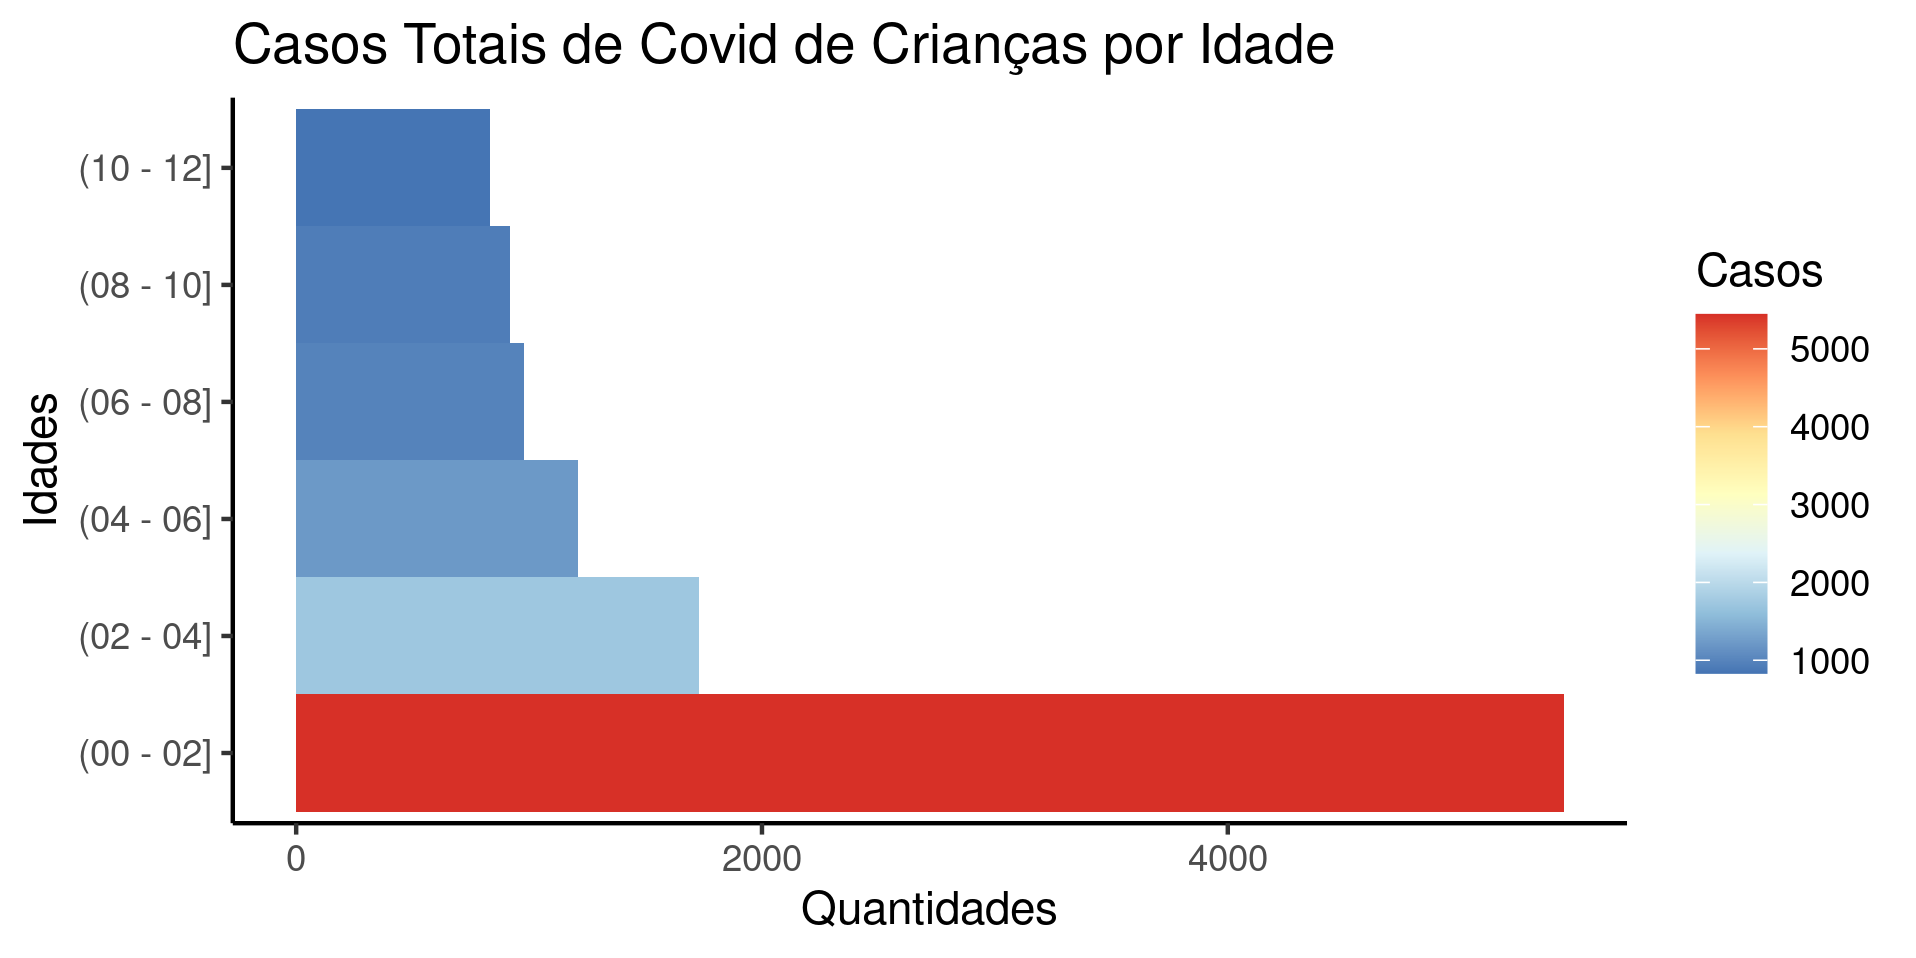 Casos Totais de Covid de Crianças por Idade
Idades
(10 - 12]
(08 - 10]
(06 - 08]
(04 - 06]
(02 - 04]
(00 - 02]
0 2000 4000
Quantidades
Casos
5000
4000
3000
2000
1000